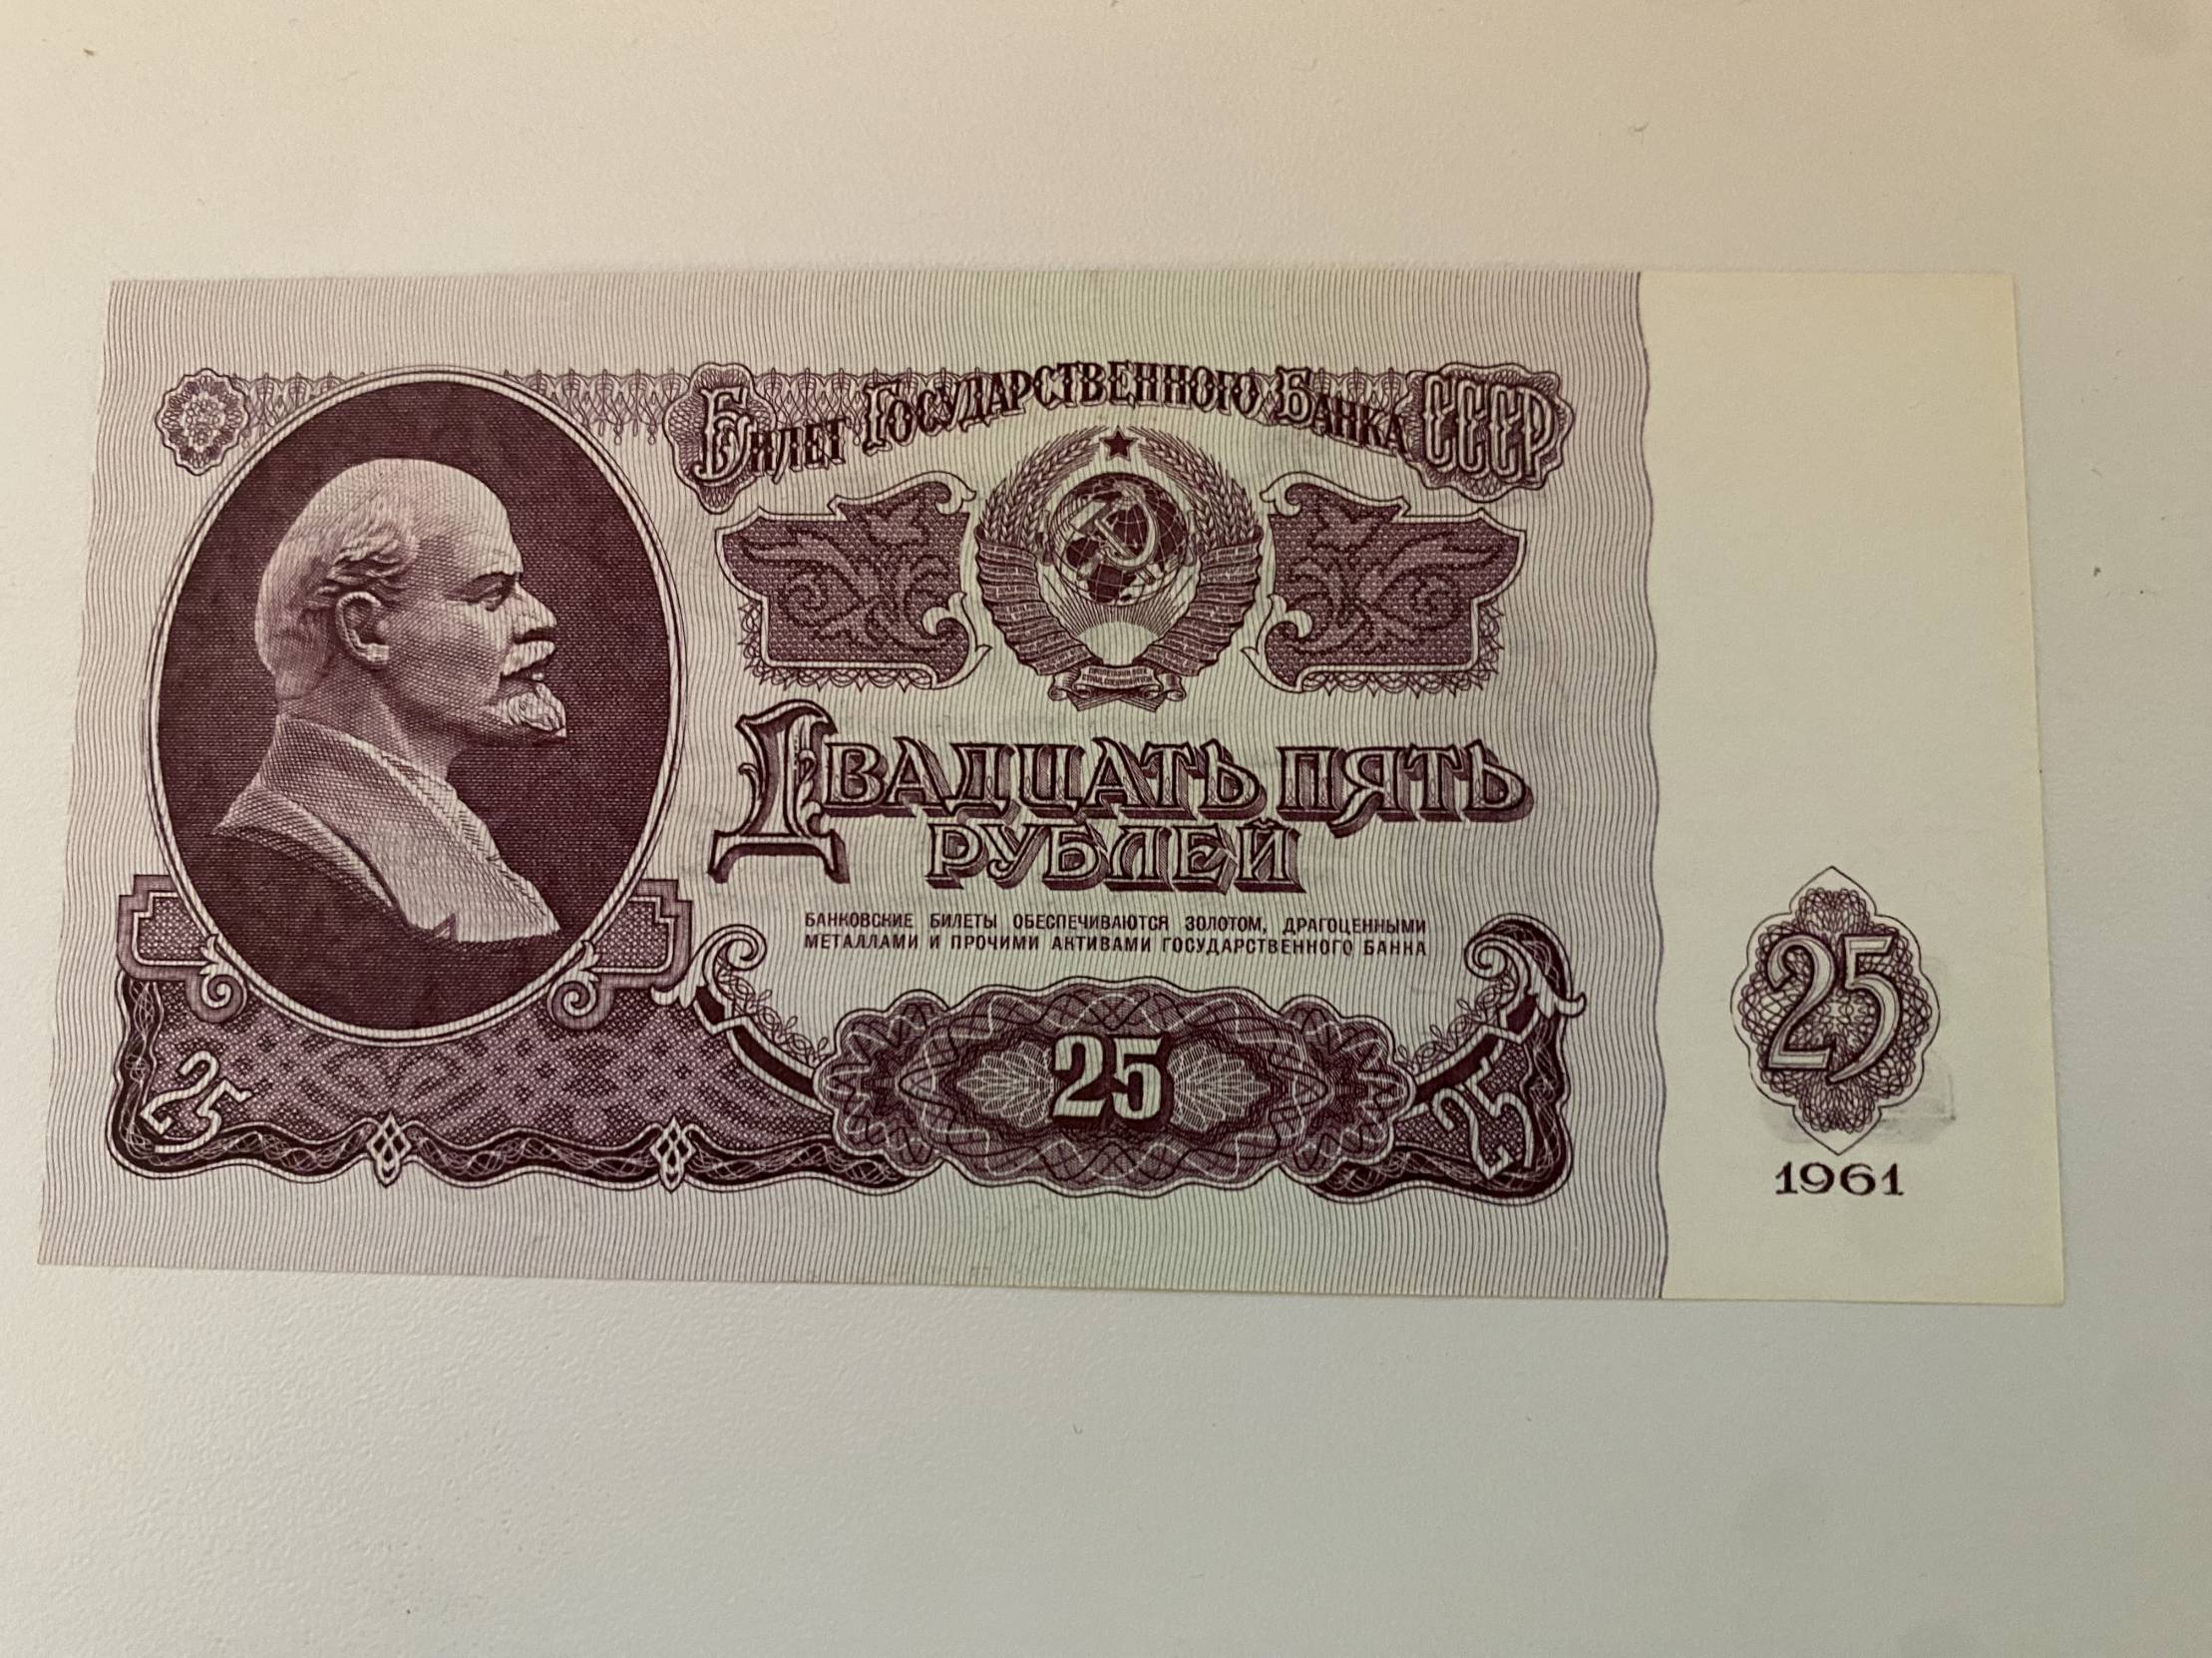 Билет Государственного Банка СССР
Двадцать пять
рублей
БАНКОВСКИЕ БИЛЕТЫ ОБЕСПЕЧИВАЮТСЯ ЗОЛОТОМ, ДРАГОЦЕННЫМИ
МЕТАЛЛАМИ И ПРОЧИМИ АКТИВАМИ ГОСУДАРСТВЕННОГО БАНКА
25
25
25
25
1961